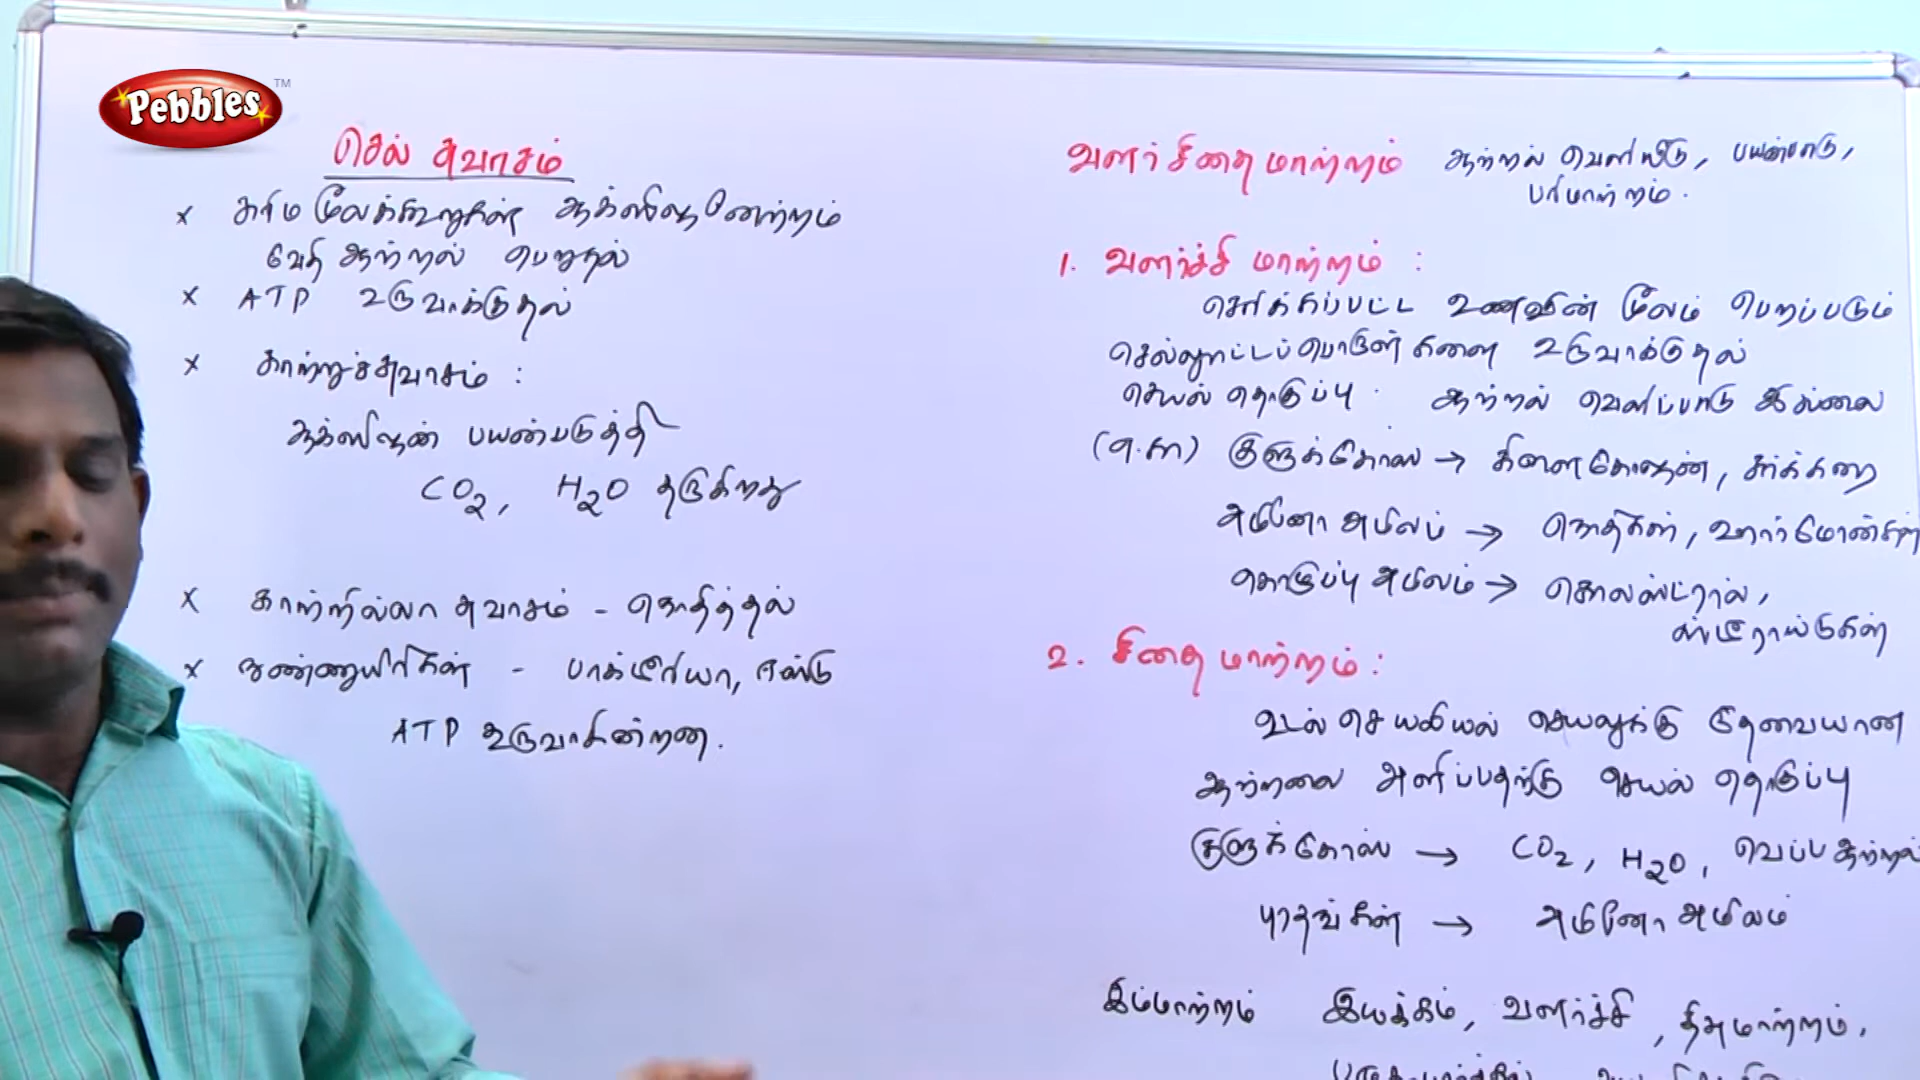 Pebbles TM
செல் சுவாசம்
x கரிம மூலக்கூறுகள் ஆக்ஸிஜனேற்றம்
வேதி ஆற்றல் பெறுதல்
x ATP உருவாக்குதல்
x காற்றுச்சுவாசம் :
ஆக்ஸிஜன் பயன்படுத்தி
CO2, H2O தருகிறது
x காற்றில்லா சுவாசம் - நொதித்தல்
x நுண்ணுயிரிகள் - பாக்டீரியா, ஈஸ்டு
ATP உருவாகின்றன.
வளர் சிதை மாற்றம் ஆற்றல் வெளியீடு, பயன்பாடு,
பரிமாற்றம்.
1. வளர்ச்சி மாற்றம் :
செரிக்கப்பட்ட உணவின் மூலம் பெறப்படும்
செல்லூட்டப்பொருள்களை உருவாக்குதல்
செயல் தொகுப்பு. ஆற்றல் வெளிப்பாடு இல்லை
(எ.கா) குளுக்கோஸ் → கிளைகோஜன், சர்க்கரை
அமினோ அமிலம் → நொதிகள், ஹார்மோன்கள்
கொழுப்பு அமிலம் → கொலஸ்ட்ரால்,
ஸ்டீராய்டுகள்
2. சிதை மாற்றம் :
உடல் செயலியல் செயலுக்கு தேவையான
ஆற்றலை அளிப்பதற்கு செயல் தொகுப்பு
குளுக்கோஸ் → CO2, H2O, வெப்ப ஆற்றல்
புரதங்கள் → அமினோ அமிலம்
இம்மாற்றம் இயக்கம், வளர்ச்சி,